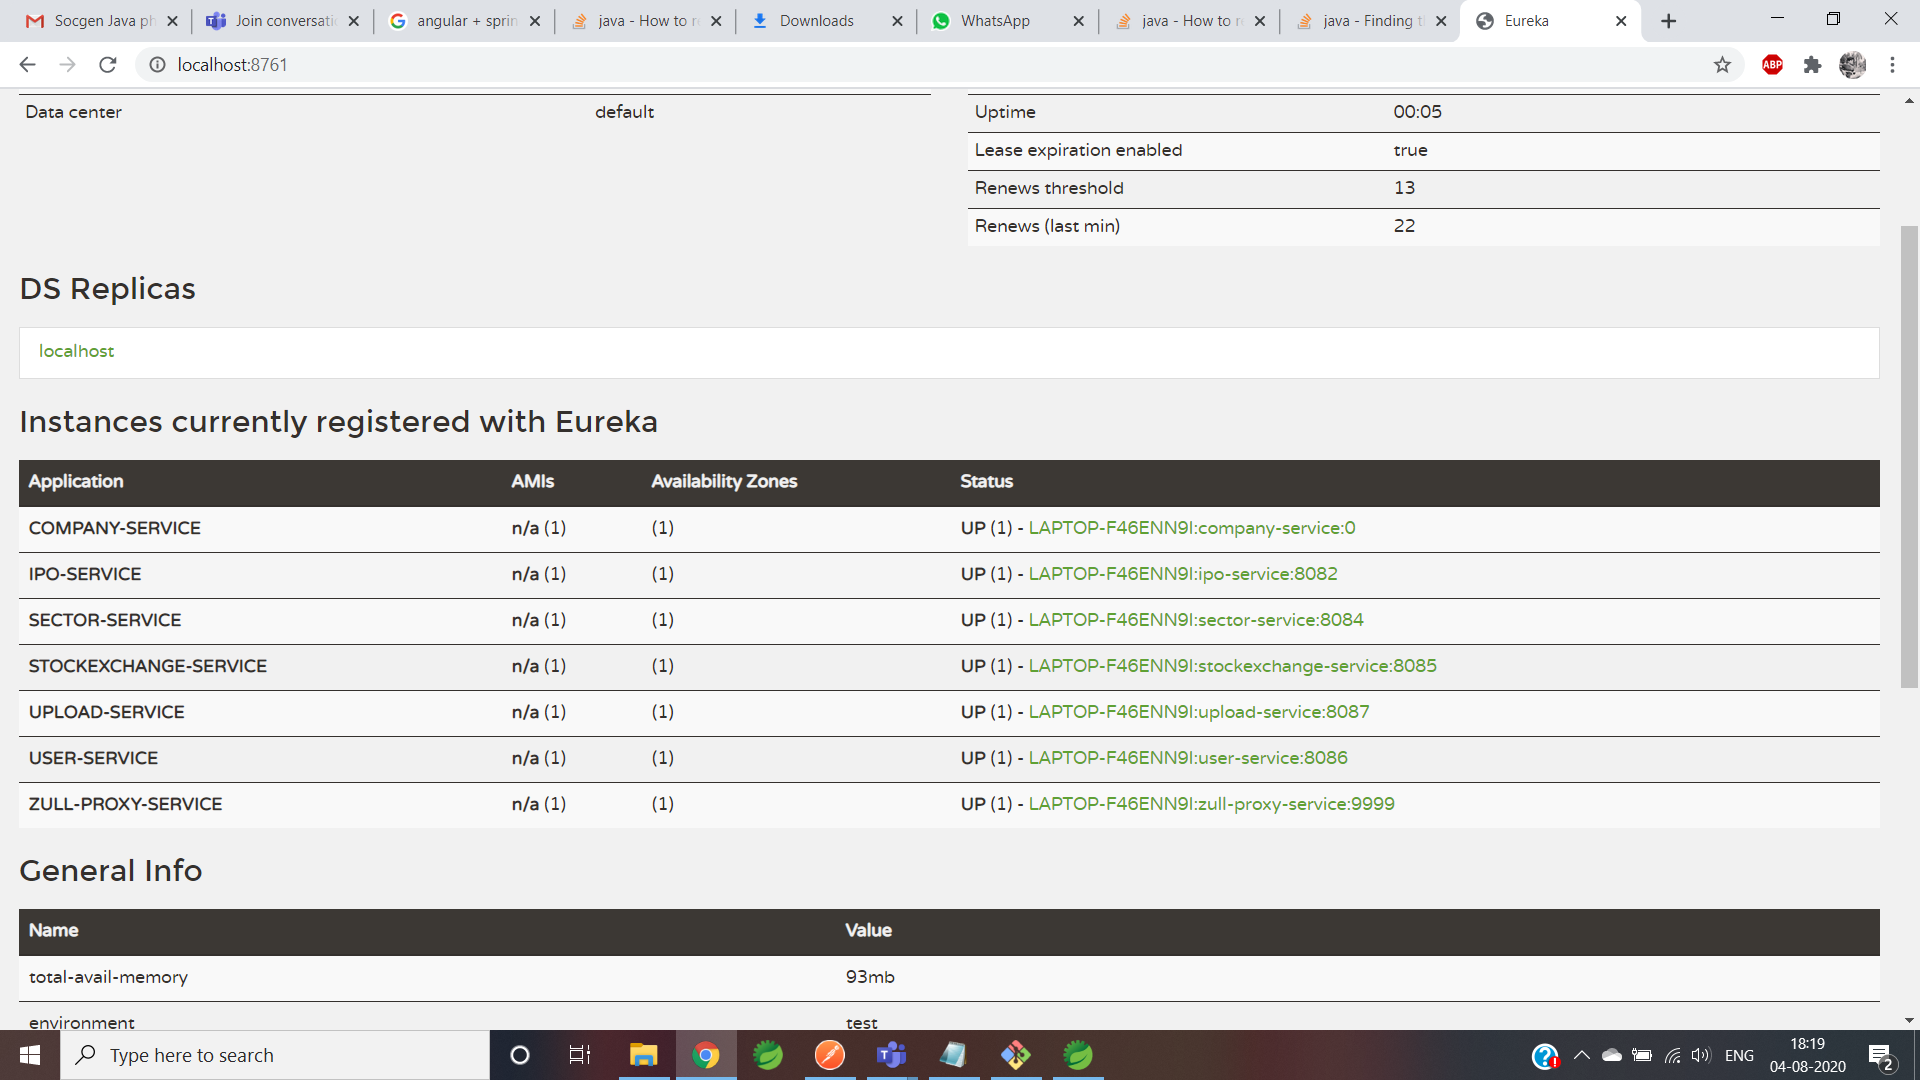 Socgen Java ph
Join conversati
angular + sprin
java - How to r
Downloads
WhatsApp
java - How to r
java - Finding t
Eureka
localhost:8761
ABP
Data center default
Uptime 00:05
Lease expiration enabled true
Renews threshold 13
Renews (last min) 22
DS Replicas
localhost
Instances currently registered with Eureka
Application AMIs Availability Zones Status
COMPANY-SERVICE n/a (1) (1) UP (1) - LAPTOP-F46ENN9I:company-service:0
IPO-SERVICE n/a (1) (1) UP (1) - LAPTOP-F46ENN9I:ipo-service:8082
SECTOR-SERVICE n/a (1) (1) UP (1) - LAPTOP-F46ENN9I:sector-service:8084
STOCKEXCHANGE-SERVICE n/a (1) (1) UP (1) - LAPTOP-F46ENN9I:stockexchange-service:8085
UPLOAD-SERVICE n/a (1) (1) UP (1) - LAPTOP-F46ENN9I:upload-service:8087
USER-SERVICE n/a (1) (1) UP (1) - LAPTOP-F46ENN9I:user-service:8086
ZULL-PROXY-SERVICE n/a (1) (1) UP (1) - LAPTOP-F46ENN9I:zull-proxy-service:9999
General Info
Name Value
total-avail-memory 93mb
environment test
Type here to search
ENG
18:19
04-08-2020
2